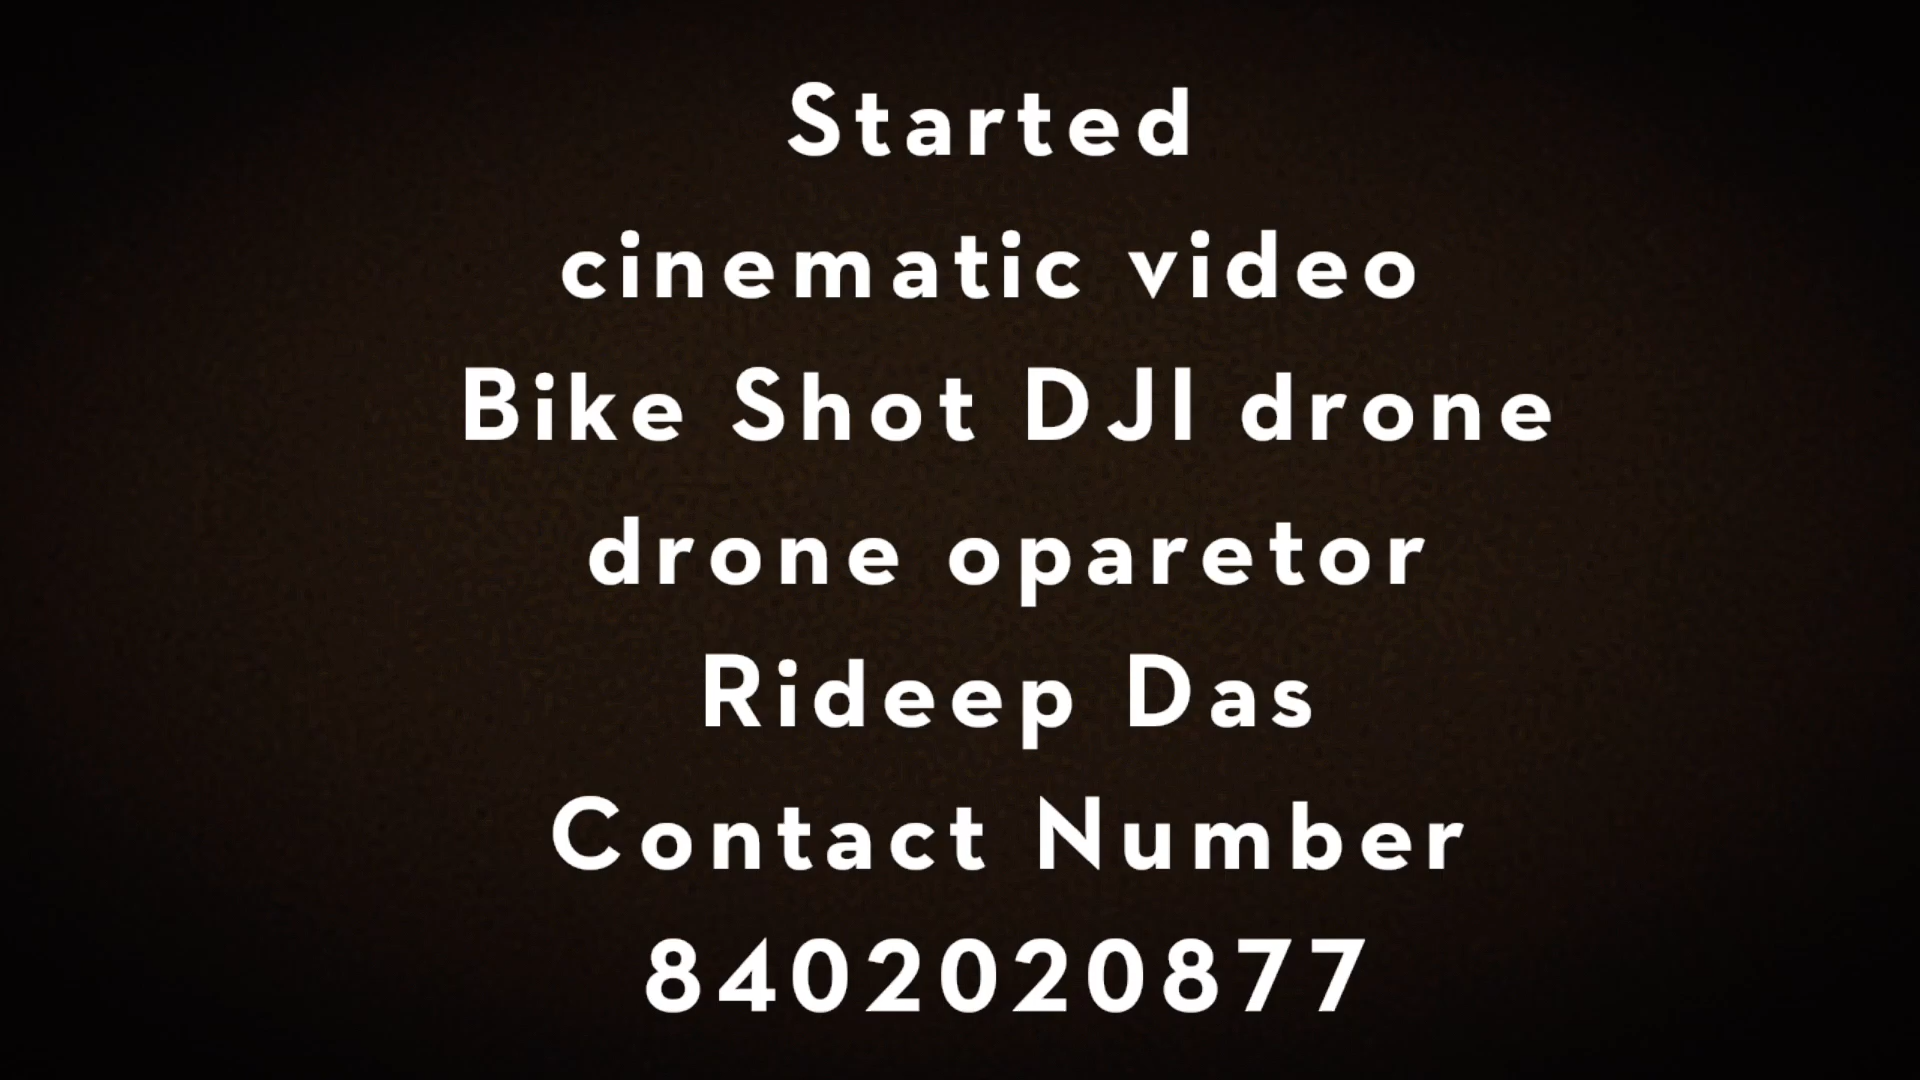 Started
cinematic video
Bike Shot DJI drone
drone oparetor
Rideep Das
Contact Number
8402020877